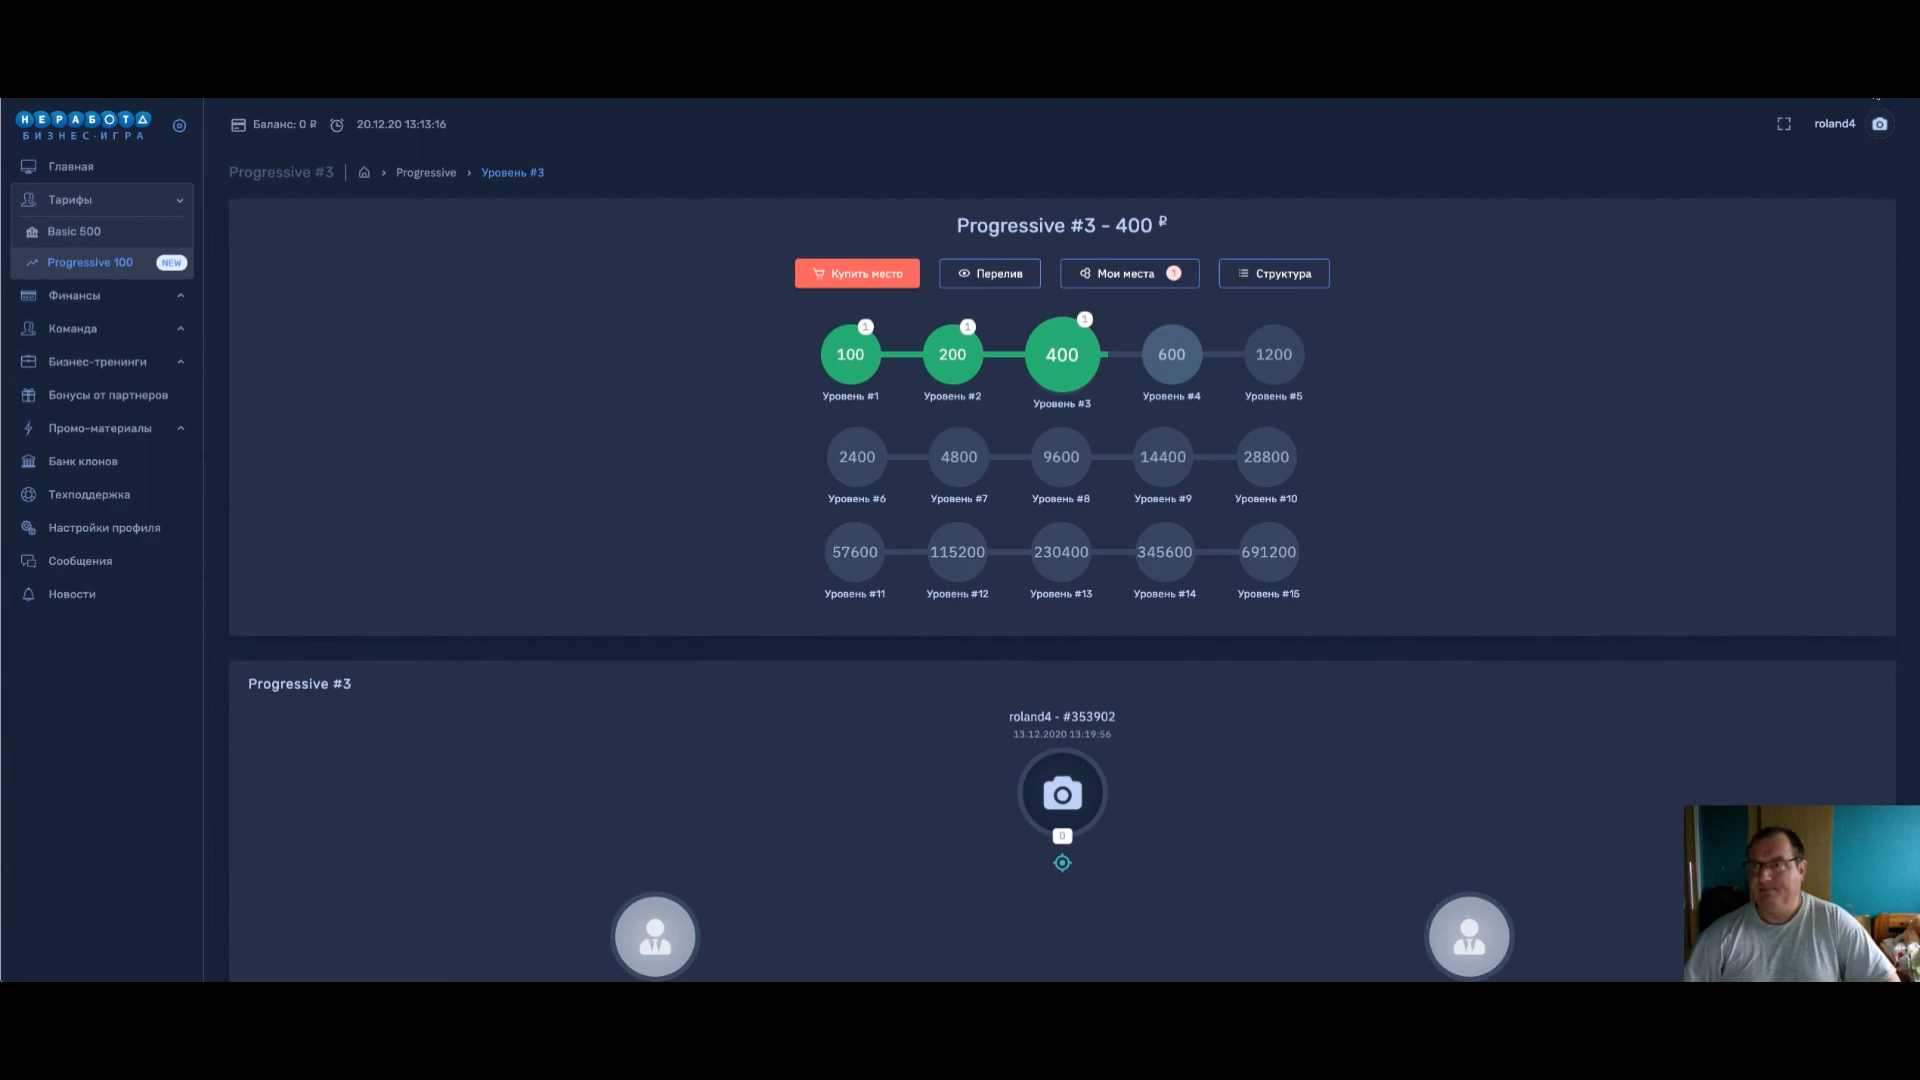 НЕРАБОТА
БИЗНЕС-ИГРА
Баланс: 0 ₽
20.12.20 13:13:16
roland4
Главная
Тарифы
Basic 500
Progressive 100
NEW
Финансы
Команда
Бизнес-тренинги
Бонусы от партнеров
Промо-материалы
Банк клонов
Техподдержка
Настройки профиля
Сообщения
Новости
Progressive #3
Progressive
Уровень #3
Progressive #3 - 400 ₽
Купить место
Перелив
Мои места 1
Структура
1 1 1
100 200 400 600 1200
Уровень #1 Уровень #2 Уровень #3 Уровень #4 Уровень #5
2400 4800 9600 14400 28800
Уровень #6 Уровень #7 Уровень #8 Уровень #9 Уровень #10
57600 115200 230400 345600 691200
Уровень #11 Уровень #12 Уровень #13 Уровень #14 Уровень #15
Progressive #3
roland4 - #353902
13.12.2020 13:19:56
0